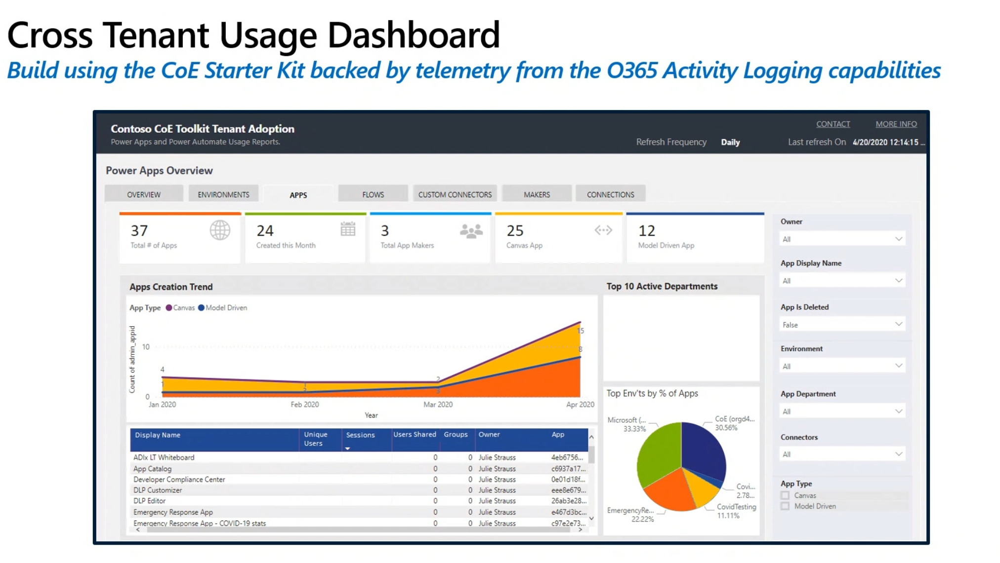 Cross Tenant Usage Dashboard
Build using the CoE Starter Kit backed by telemetry from the O365 Activity Logging capabilities
Contoso CoE Toolkit Tenant Adoption
Power Apps and Power Automate Usage Reports.
CONTACT MORE INFO
Refresh Frequency Daily Last refresh On 4/20/2020 12:14:15 ...
Power Apps Overview
OVERVIEW ENVIRONMENTS APPS FLOWS CUSTOM CONNECTORS MAKERS CONNECTIONS
37
Total # of Apps
24
Created this Month
3
Total App Makers
25
Canvas App
12
Model Driven App
Apps Creation Trend
App Type Canvas Model Driven
Count of admin_appid
10
0
4
1
1
2
3
15
8
Jan 2020 Feb 2020 Mar 2020 Apr 2020
Year
Display Name Unique Users Sessions Users Shared Groups Owner App
ADIx LT Whiteboard 0 0 Julie Strauss 4eb6756...
App Catalog 0 0 Julie Strauss c6937a17...
Developer Compliance Center 0 0 Julie Strauss 0e01d18f...
DLP Customizer 0 0 Julie Strauss eee8e679...
DLP Editor 0 0 Julie Strauss 26ab3e28...
Emergency Response App 0 0 Julie Strauss e467d3bc...
Emergency Response App - COVID-19 stats 0 0 Julie Strauss c97e2e73...
Top 10 Active Departments
Top Env'ts by % of Apps
Microsoft (...
33.33%
CoE (orgd4...
30.56%
Covi...
2.78...
CovidTesting
11.11%
EmergencyRe...
22.22%
Owner
All
App Display Name
All
App Is Deleted
False
Environment
All
App Department
All
Connectors
All
App Type
Canvas
Model Driven